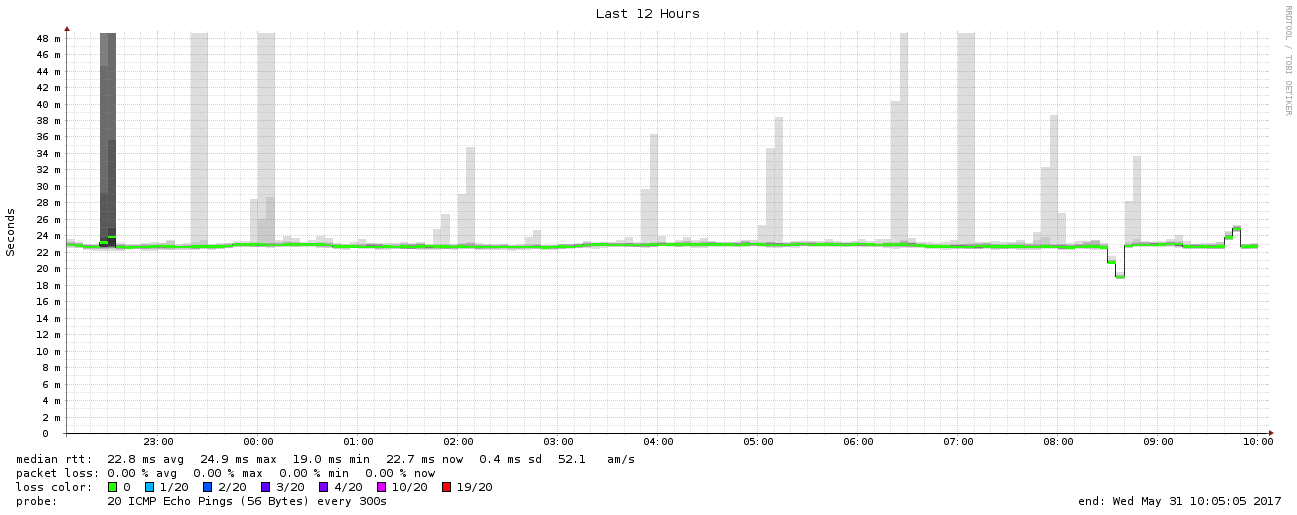 Last 12 Hours
RRDTOOL / TOBI OETIKER
Seconds
48 m
46 m
44 m
42 m
40 m
38 m
36 m
34 m
32 m
30 m
28 m
26 m
24 m
22 m
20 m
18 m
16 m
14 m
12 m
10 m
8 m
6 m
4 m
2 m
0
23:00 00:00 01:00 02:00 03:00 04:00 05:00 06:00 07:00 08:00 09:00 10:00
median rtt: 22.8 ms avg 24.9 ms max 19.0 ms min 22.7 ms now 0.4 ms sd 52.1 am/s
packet loss: 0.00 % avg 0.00 % max 0.00 % min 0.00 % now
loss color: 0 1/20 2/20 3/20 4/20 10/20 19/20
probe: 20 ICMP Echo Pings (56 Bytes) every 300s end: Wed May 31 10:05:05 2017